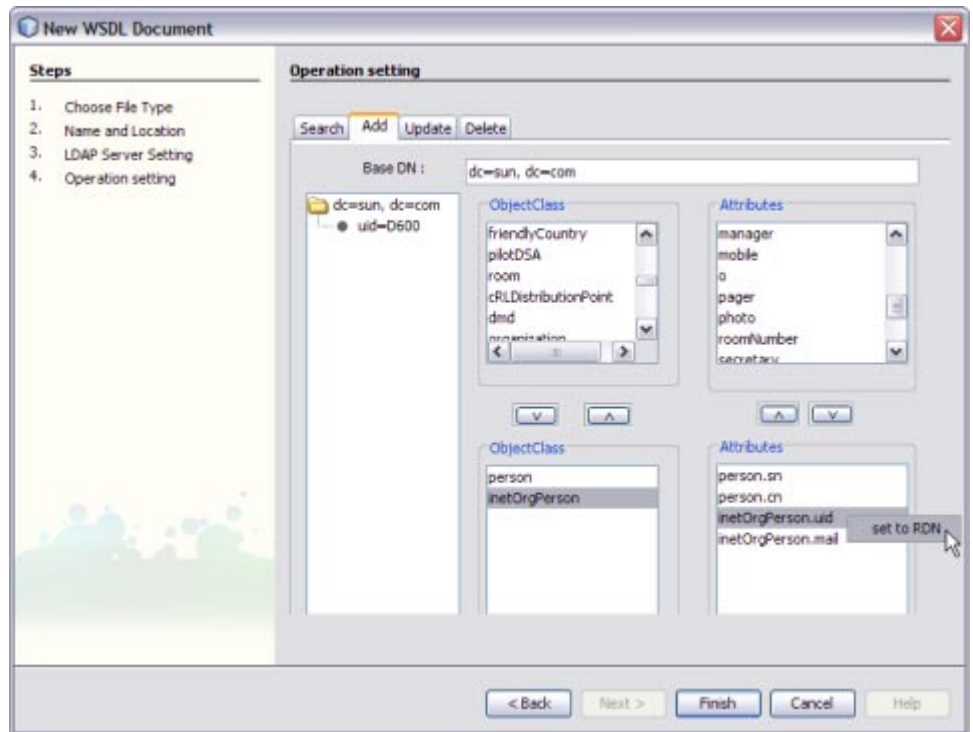 New WSDL Document
Steps
1. Choose File Type
2. Name and Location
3. LDAP Server Setting
4. Operation setting
Operation setting
Search Add Update Delete
Base DN : dc=sun, dc=com
dc=sun, dc=com
uid=D600
ObjectClass
friendlyCountry
pilotDSA
room
cRLDistributionPoint
dmd
organization
Attributes
manager
mobile
o
pager
photo
roomNumber
secretary
ObjectClass
person
inetOrgPerson
Attributes
person.sn
person.cn
inetOrgPerson.uid
inetOrgPerson.mail
set to RDN
< Back Next > Finish Cancel Help